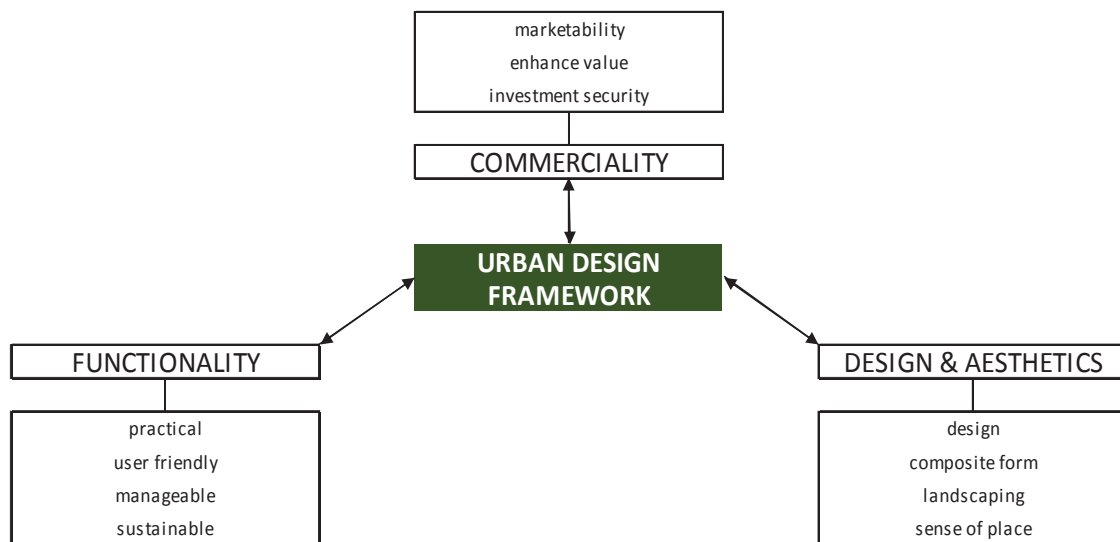 marketability
enhance value
investment security
COMMERCIALITY
URBAN DESIGN
FRAMEWORK
FUNCTIONALITY
practical
user friendly
manageable
sustainable
DESIGN & AESTHETICS
design
composite form
landscaping
sense of place